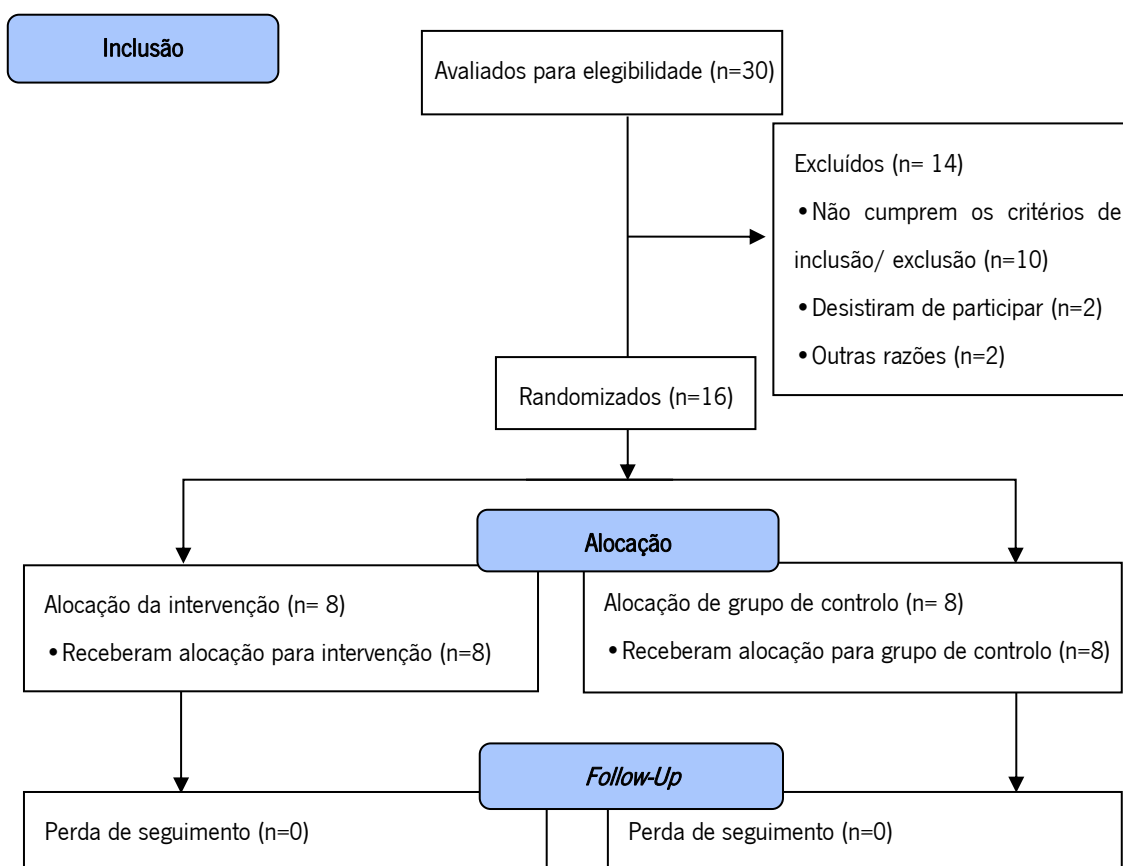 Inclusão
Avaliados para elegibilidade (n=30)
Excluídos (n= 14)
•Não cumprem os critérios de
inclusão/ exclusão (n=10)
•Desistiram de participar (n=2)
•Outras razões (n=2)
Randomizados (n=16)
Alocação
Alocação da intervenção (n= 8)
•Receberam alocação para intervenção (n=8)
Alocação de grupo de controlo (n= 8)
•Receberam alocação para grupo de controlo (n=8)
Follow-Up
Perda de seguimento (n=0)
Perda de seguimento (n=0)